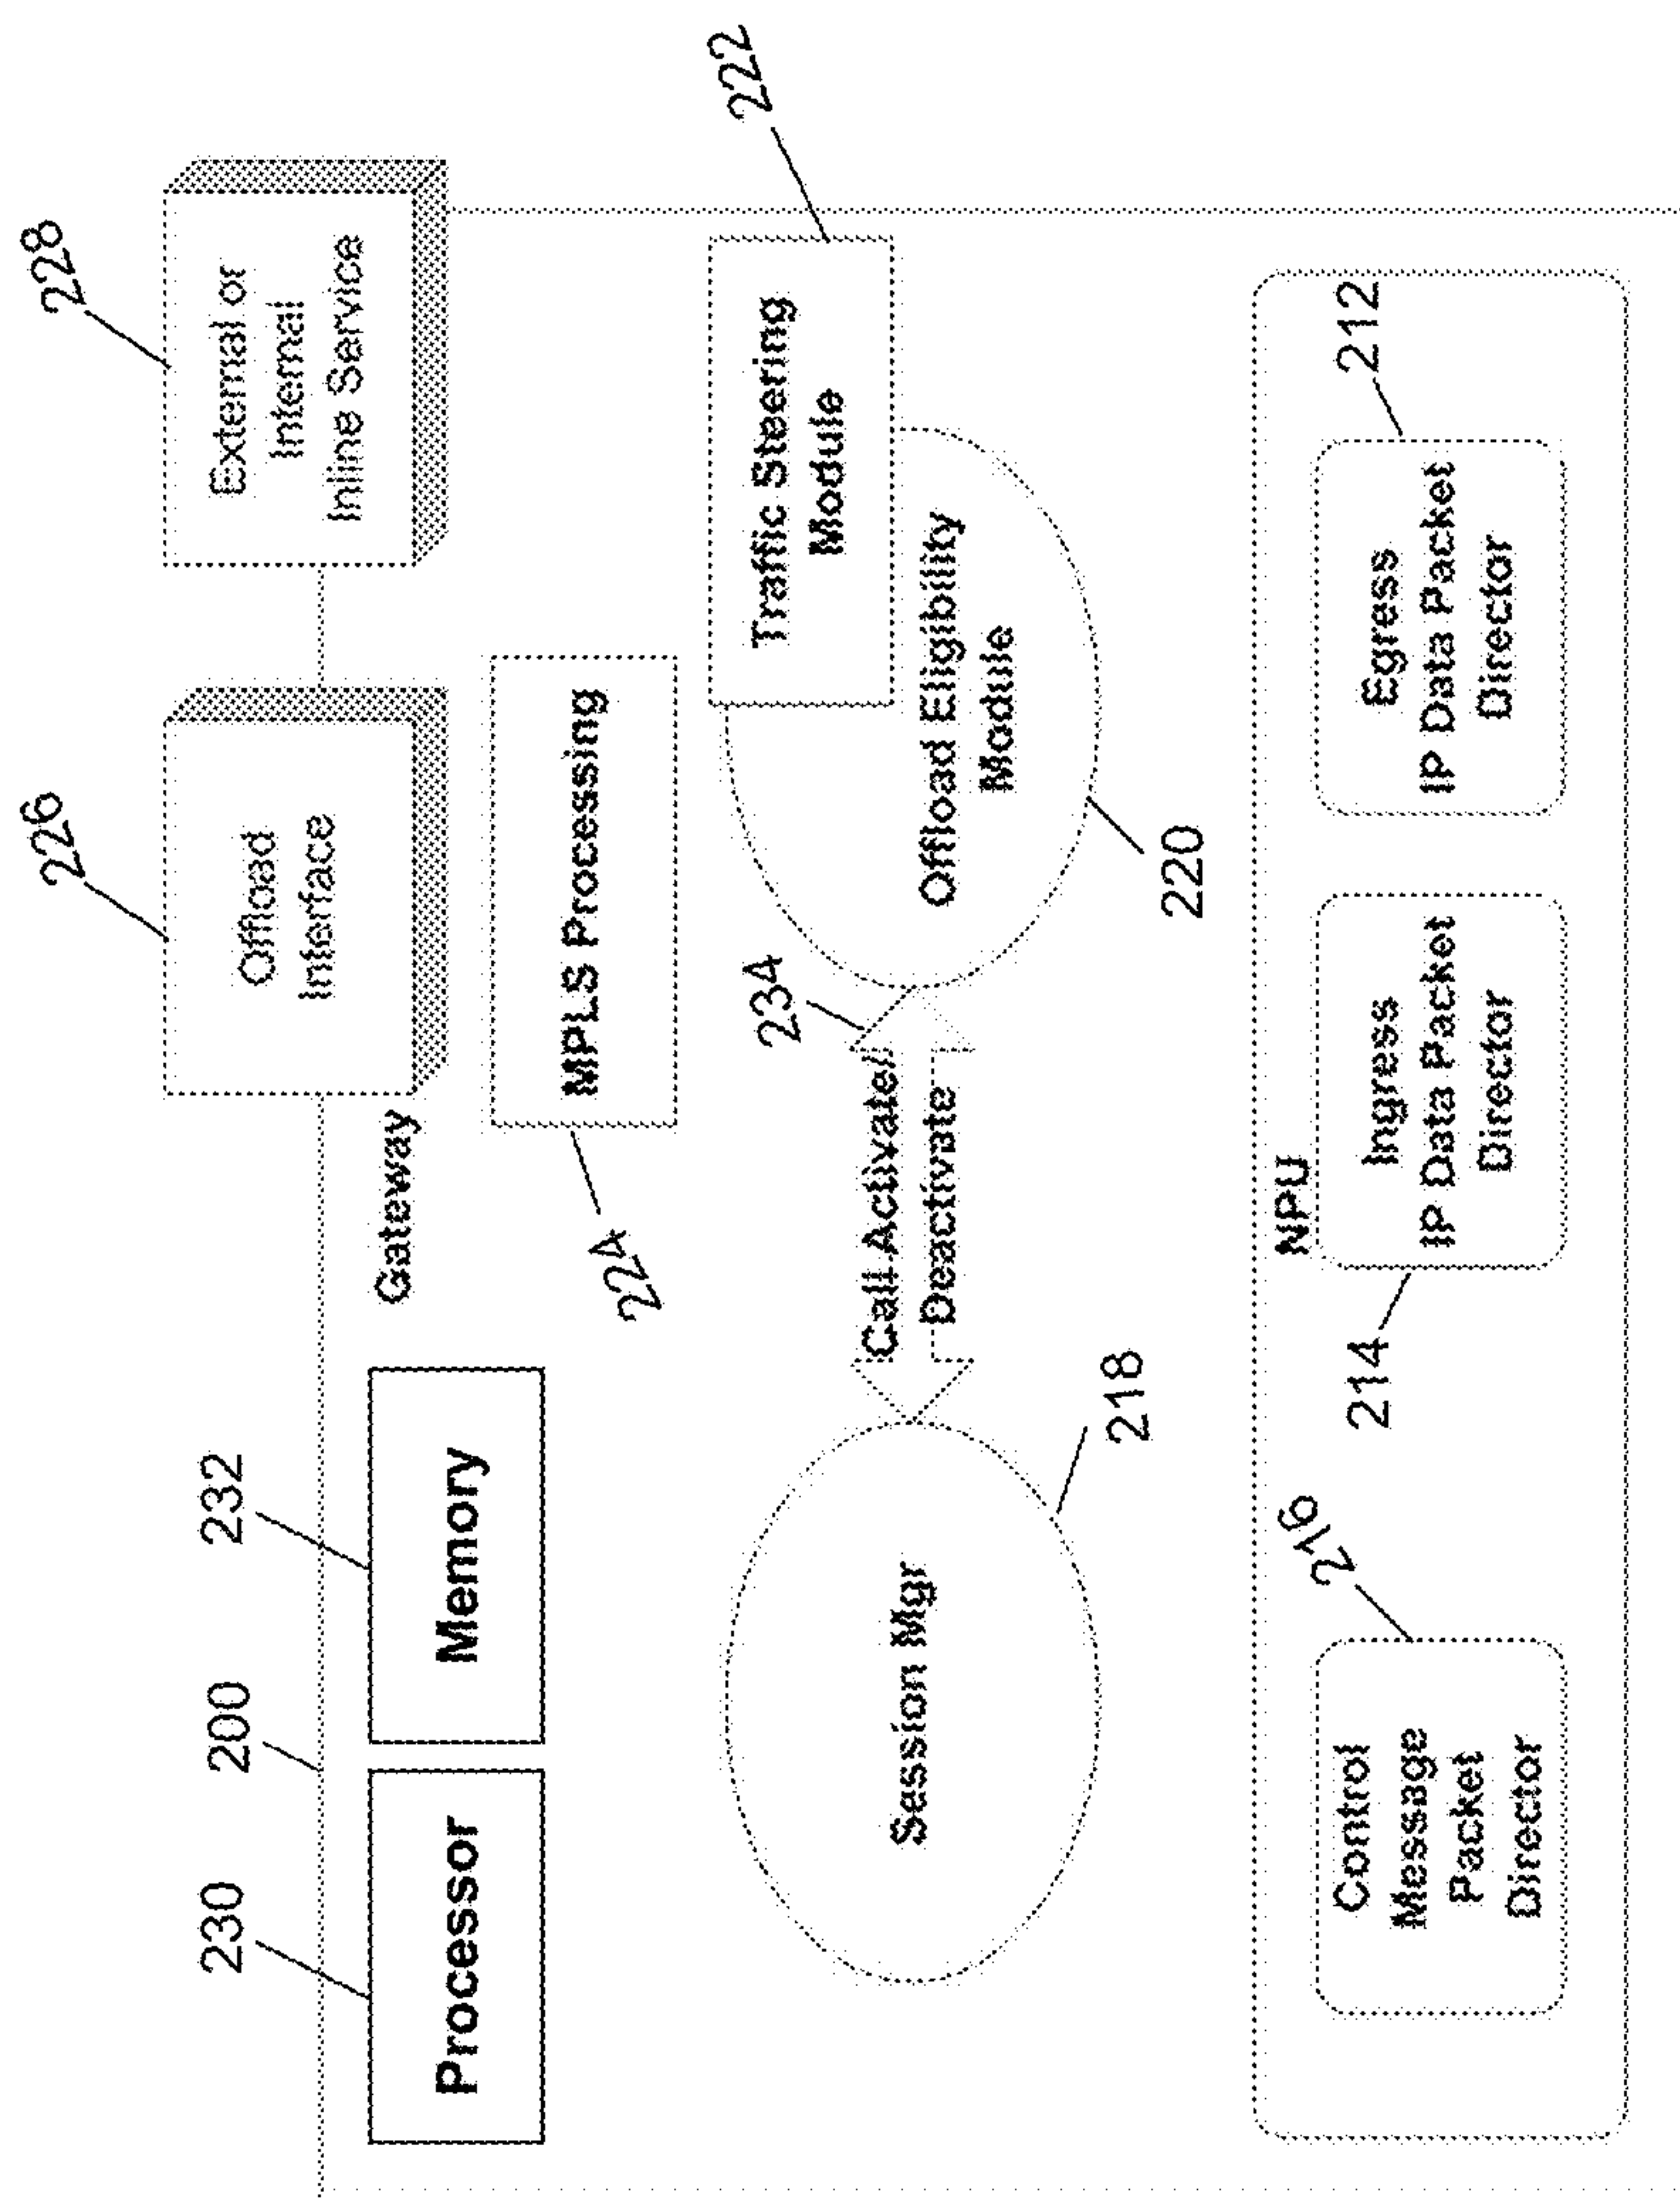 226
228
Offload
Interface
External or
Internal
Inline Service
230
200
232
Processor
Memory
Gateway
MPLS Processing
224
222
Traffic Steering
Module
234
Session Mgr
Call Activate/
Deactivate
Offload Eligibility
Module
218
220
NPU
216
Control
Message
Packet
Director
214
Ingress
IP Data Packet
Director
212
Egress
IP Data Packet
Director